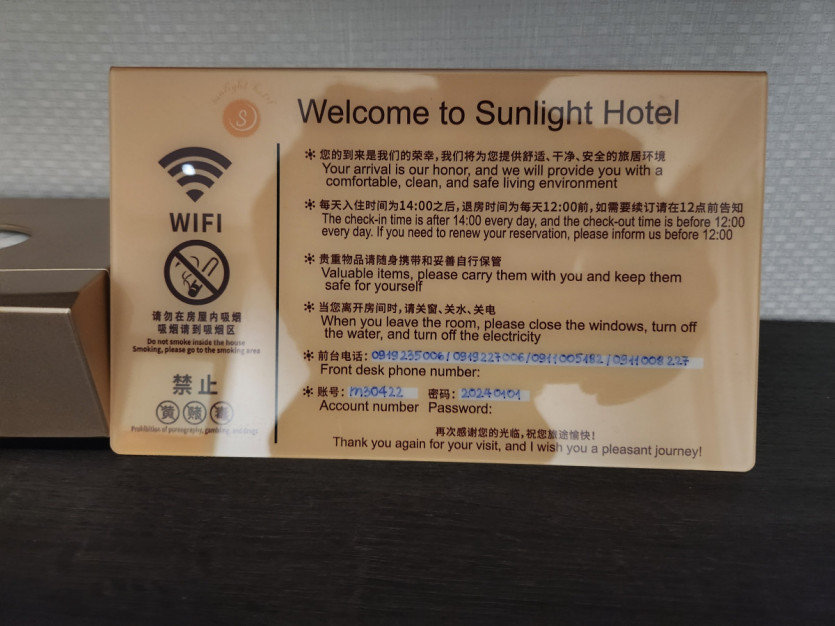 S
WIFI
请勿在房屋内吸烟
吸烟请到吸烟区
Do not smoke inside the house
Smoking, please go to the smoking area
禁止
黄 赌 毒
Prohibition of pornography, gambling, and drugs
Welcome to Sunlight Hotel
* 您的到来是我们的荣幸，我们将为您提供舒适、干净、安全的旅居环境
Your arrival is our honor, and we will provide you with a
comfortable, clean, and safe living environment
* 每天入住时间为14:00之后，退房时间为每天12:00前，如需要续订请在12点前告知
The check-in time is after 14:00 every day, and the check-out time is before 12:00
every day. If you need to renew your reservation, please inform us before 12:00
* 贵重物品请随身携带和妥善自行保管
Valuable items, please carry them with you and keep them
safe for yourself
* 当您离开房间时，请关窗、关水、关电
When you leave the room, please close the windows, turn off
the water, and turn off the electricity
* 前台电话: 0919235006/0919227006/0911005182/0911008227
Front desk phone number:
* 账号: m30422 密码: 20240101
Account number Password:
再次感谢您的光临，祝您旅途愉快！
Thank you again for your visit, and I wish you a pleasant journey!